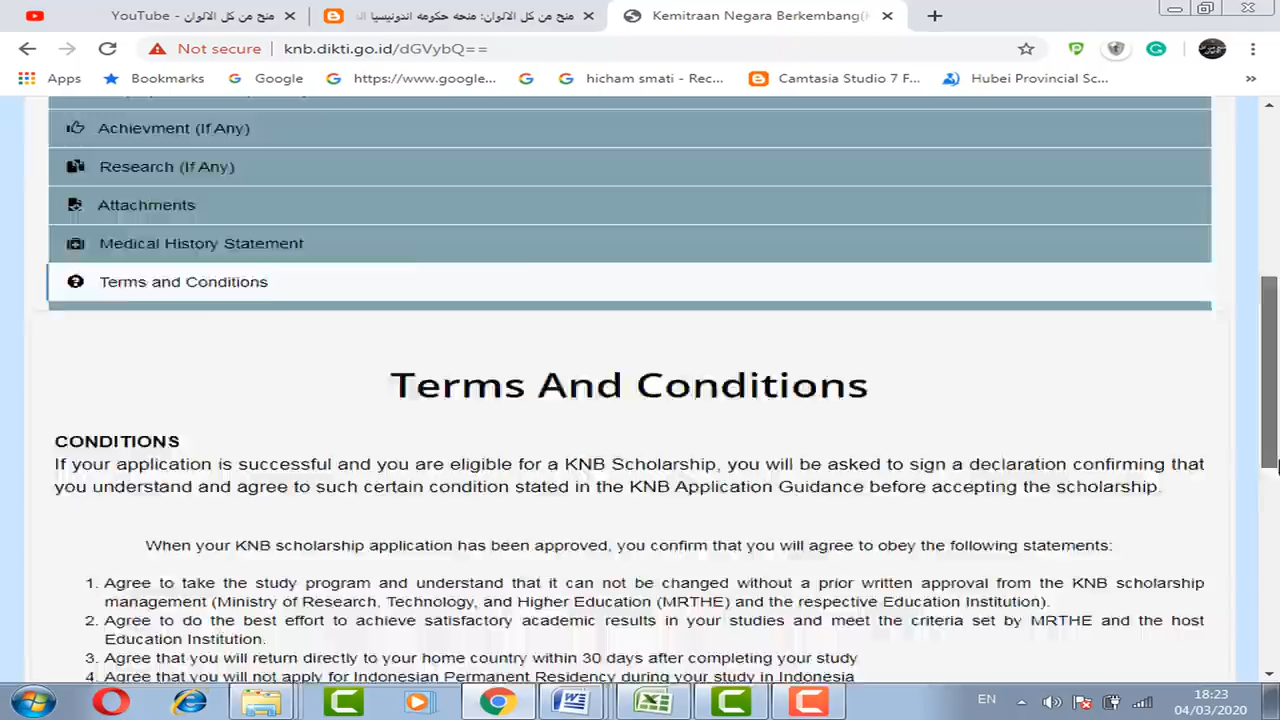 YouTube - منح من كل الالوان
منح من كل الالوان: منحه حكومه اندونيسيا ال
Kemitraan Negara Berkembang(
Not secure
knb.dikti.go.id/dGVybQ==
Apps
Bookmarks
Google
https://www.google...
hicham smati - Rec...
Camtasia Studio 7 F...
Hubei Provincial Sc...
»
Achievment (If Any)
Research (If Any)
Attachments
Medical History Statement
Terms and Conditions
Terms And Conditions
CONDITIONS
If your application is successful and you are eligible for a KNB Scholarship, you will be asked to sign a declaration confirming that
you understand and agree to such certain condition stated in the KNB Application Guidance before accepting the scholarship.
When your KNB scholarship application has been approved, you confirm that you will agree to obey the following statements:
1. Agree to take the study program and understand that it can not be changed without a prior written approval from the KNB scholarship
management (Ministry of Research, Technology, and Higher Education (MRTHE) and the respective Education Institution).
2. Agree to do the best effort to achieve satisfactory academic results in your studies and meet the criteria set by MRTHE and the host
Education Institution.
3. Agree that you will return directly to your home country within 30 days after completing your study
4. Agree that you will not apply for Indonesian Permanent Residency during your study in Indonesia
EN
18:23
04/03/2020